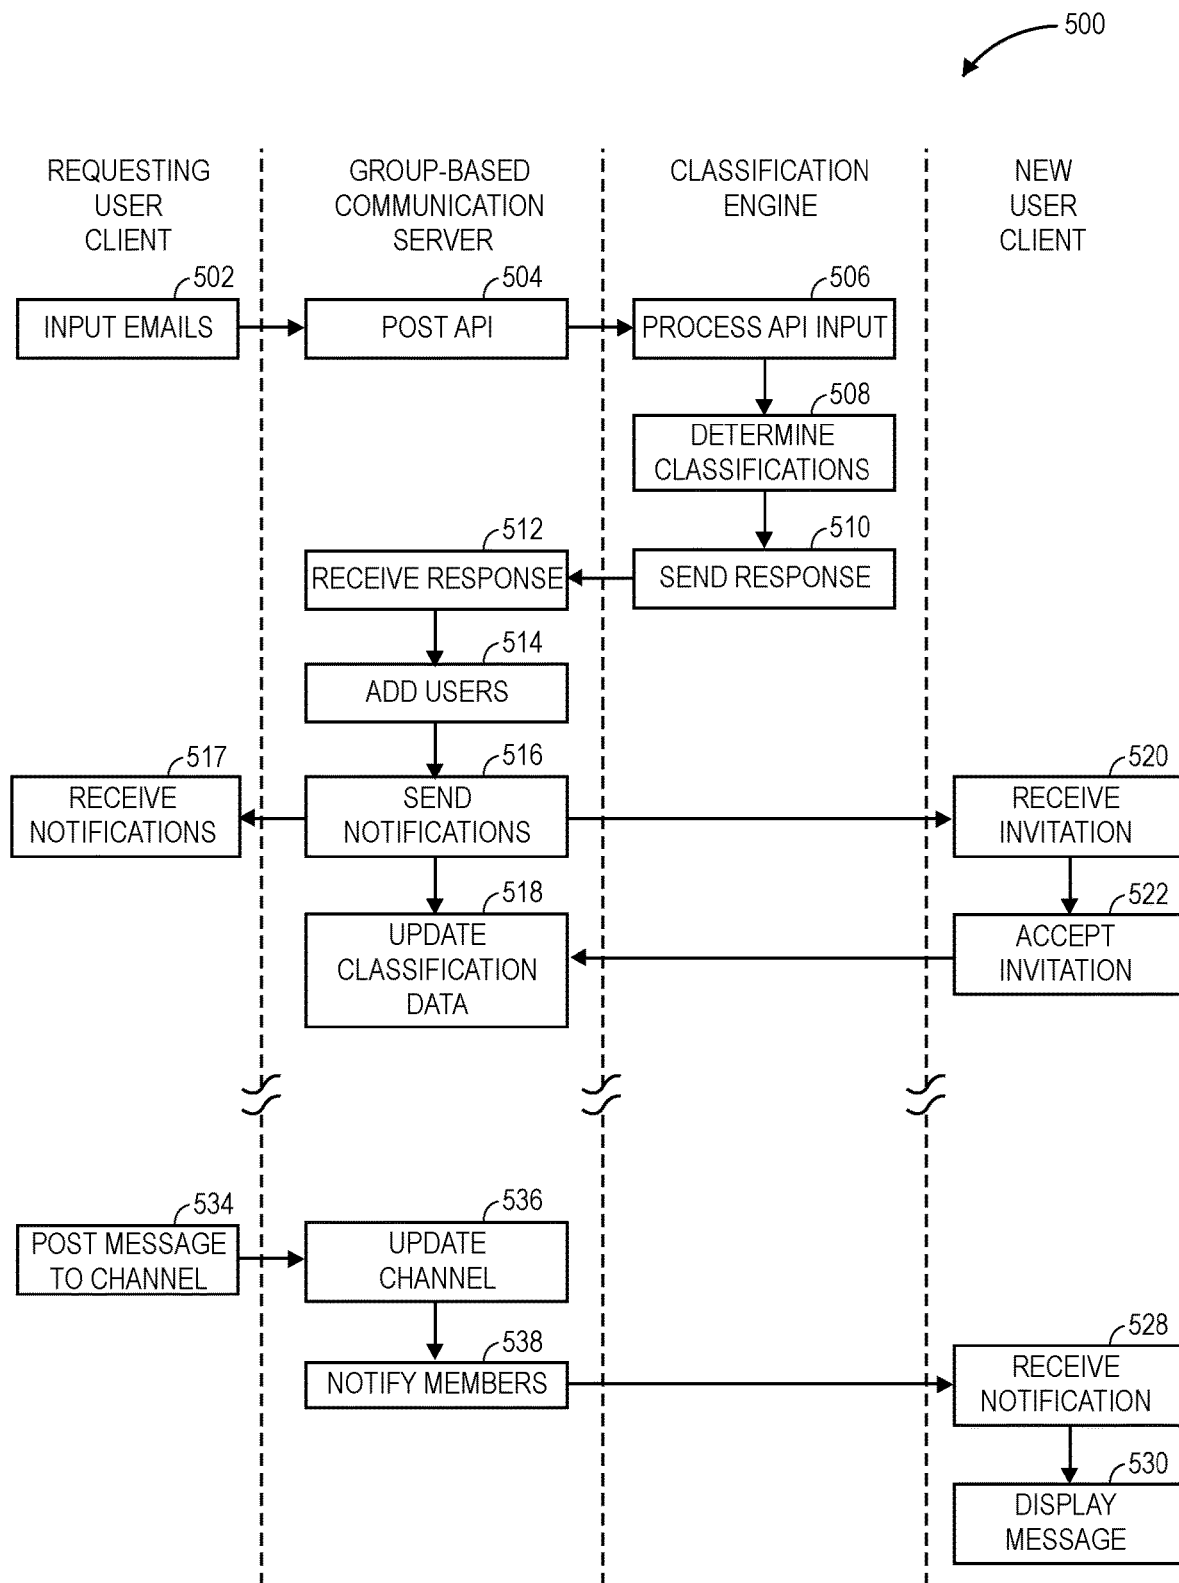 500
REQUESTING
USER
CLIENT
GROUP-BASED
COMMUNICATION
SERVER
CLASSIFICATION
ENGINE
NEW
USER
CLIENT
502
INPUT EMAILS
504
POST API
506
PROCESS API INPUT
508
DETERMINE
CLASSIFICATIONS
510
SEND RESPONSE
512
RECEIVE RESPONSE
514
ADD USERS
516
SEND
NOTIFICATIONS
517
RECEIVE
NOTIFICATIONS
520
RECEIVE
INVITATION
518
UPDATE
CLASSIFICATION
DATA
522
ACCEPT
INVITATION
534
POST MESSAGE
TO CHANNEL
536
UPDATE
CHANNEL
538
NOTIFY MEMBERS
528
RECEIVE
NOTIFICATION
530
DISPLAY
MESSAGE